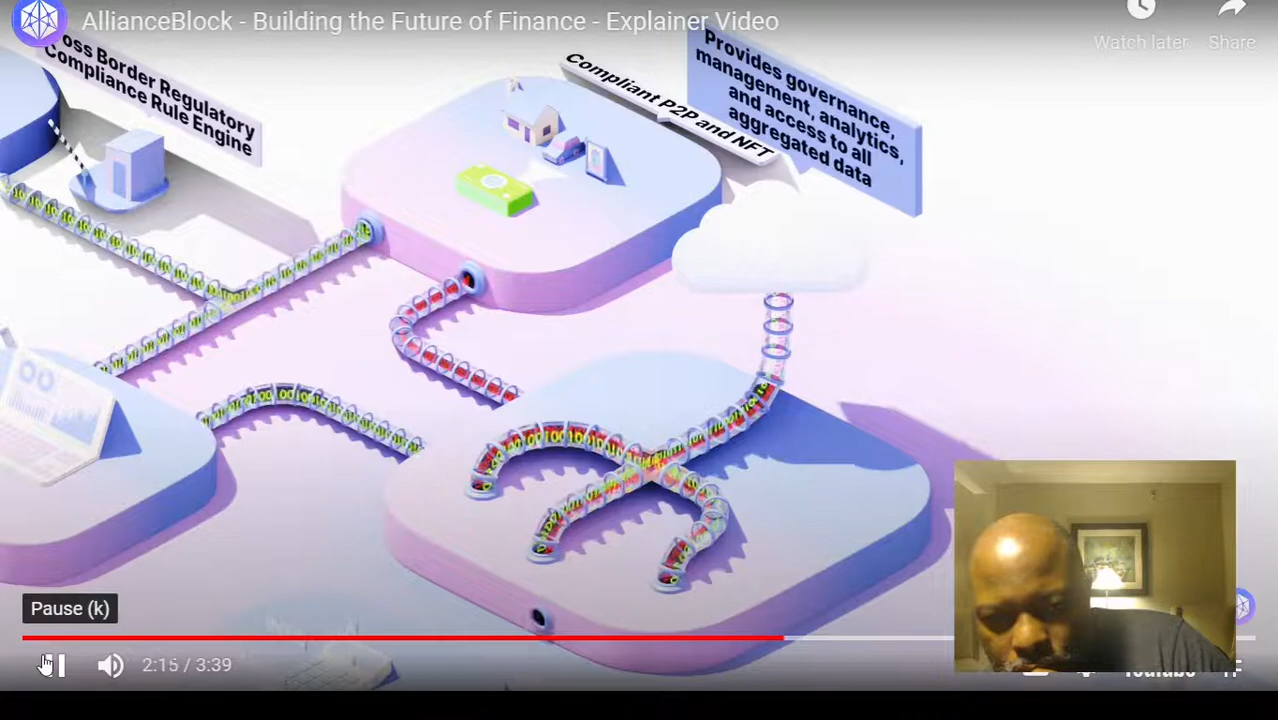 AllianceBlock - Building the Future of Finance - Explainer Video
Watch later
Share
oss Border Regulatory
Compliance Rule Engine
Compliant P2P and NFT
Provides governance,
management, analytics,
and access to all
aggregated data
Pause (k)
2:15 / 3:39
YouTube